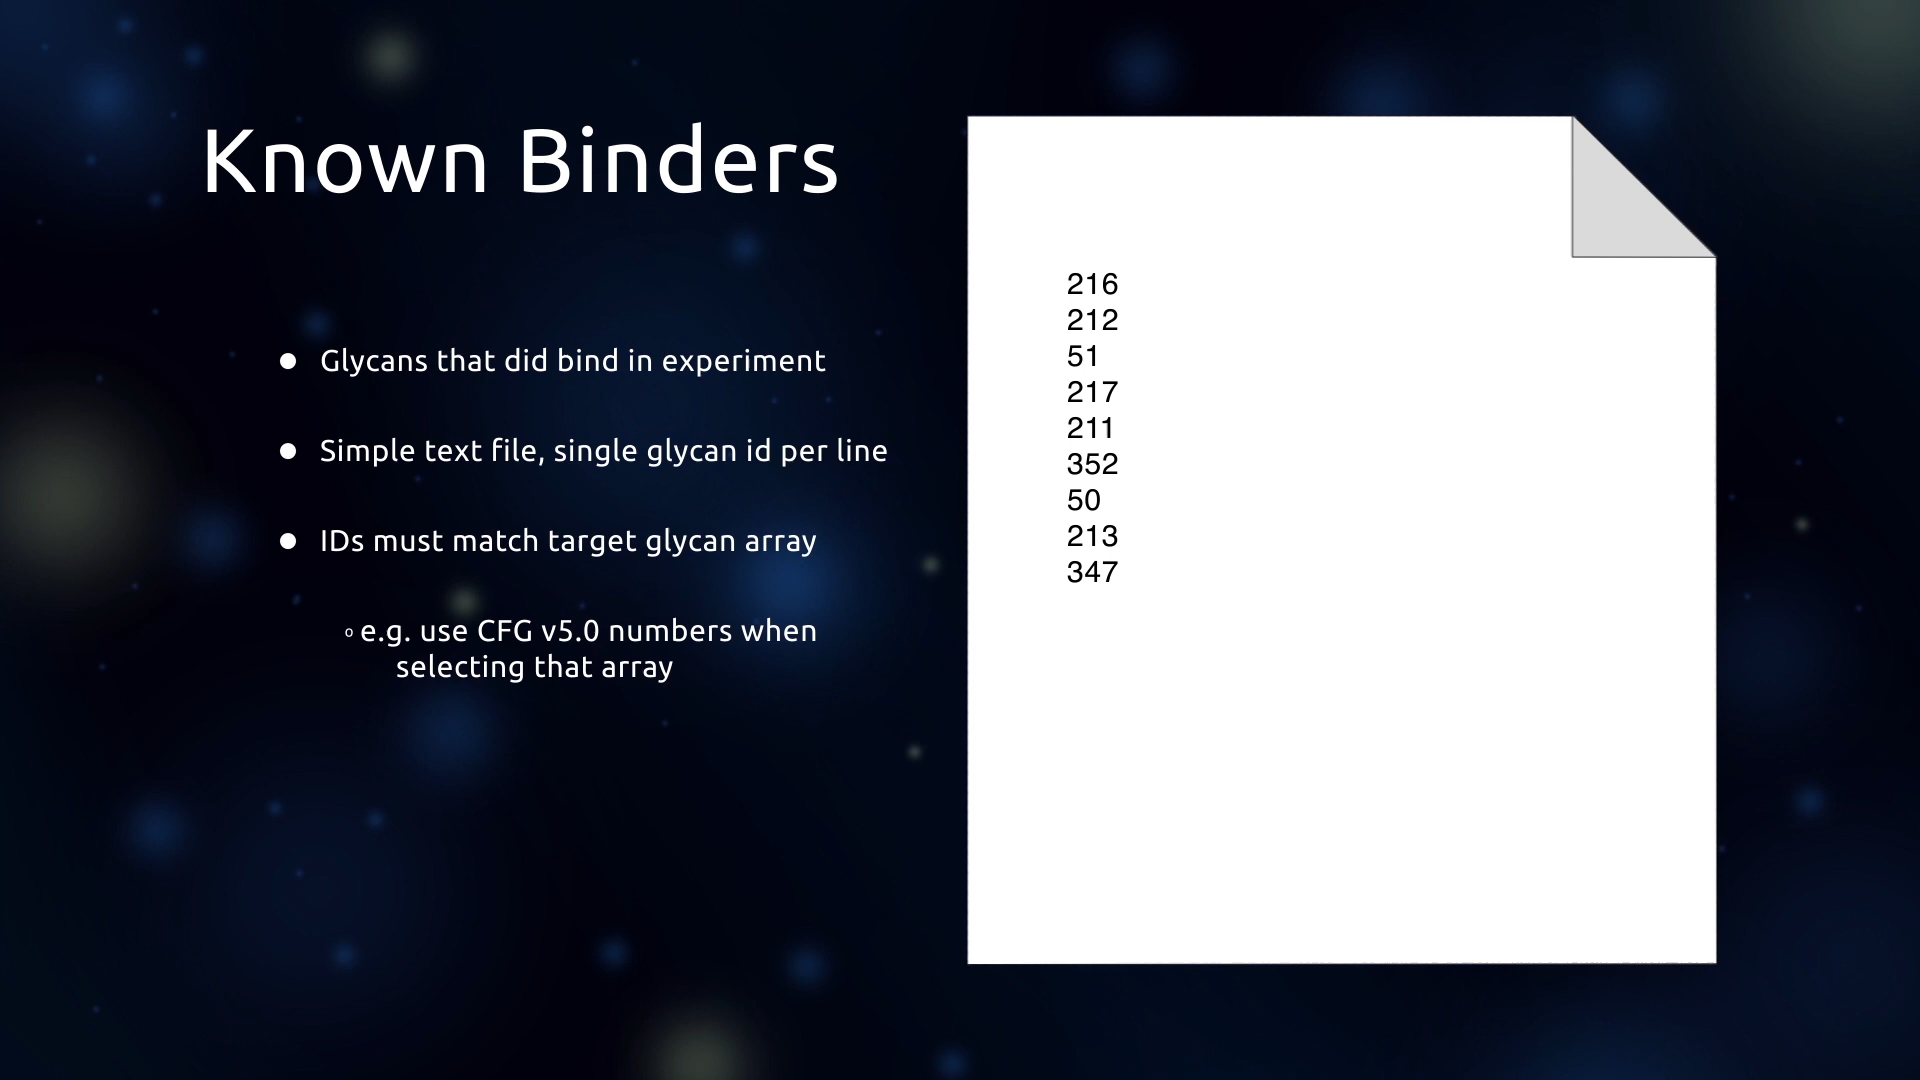 Known Binders
● Glycans that did bind in experiment
● Simple text file, single glycan id per line
● IDs must match target glycan array
o e.g. use CFG v5.0 numbers when
selecting that array
216
212
51
217
211
352
50
213
347